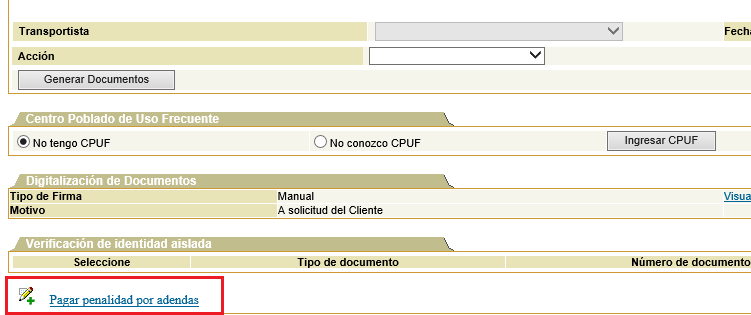 Transportista Fecha
Acción
Generar Documentos
Centro Poblado de Uso Frecuente
No tengo CPUF No conozco CPUF Ingresar CPUF
Digitalización de Documentos
Tipo de Firma Manual Visua
Motivo A solicitud del Cliente
Verificación de identidad aislada
Seleccione Tipo de documento Número de documento
Pagar penalidad por adendas